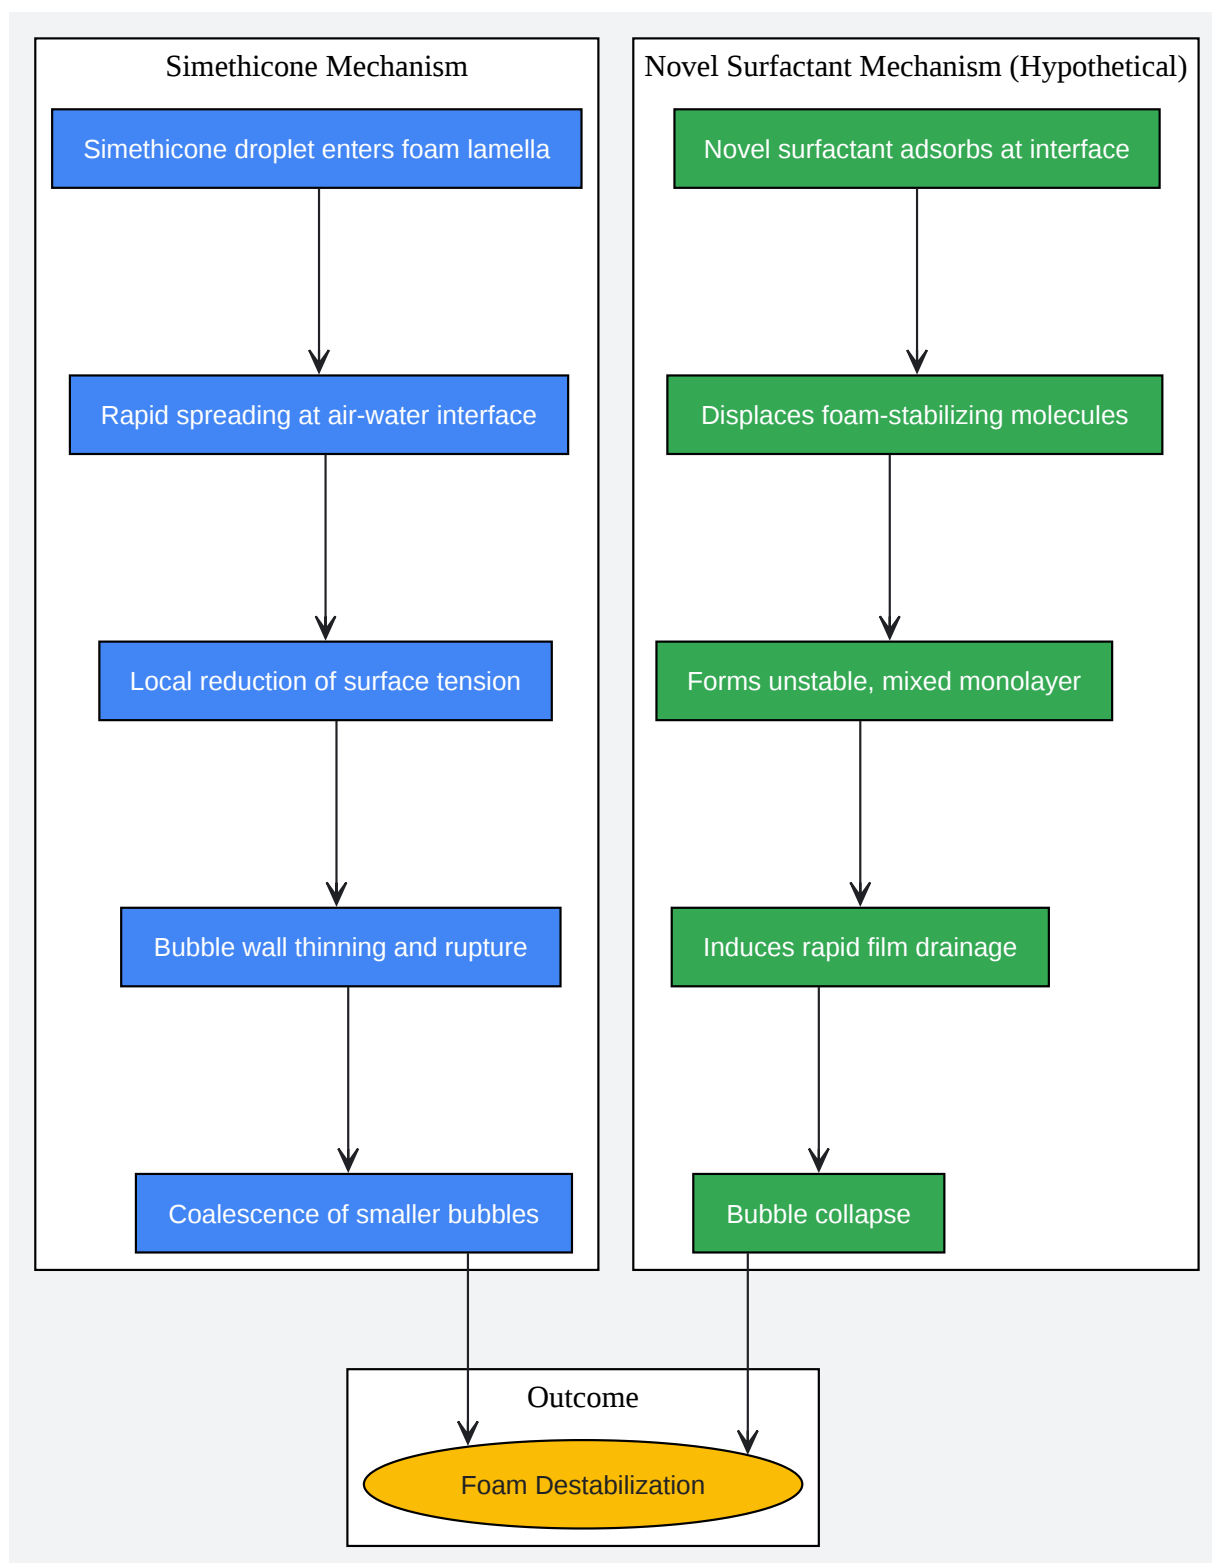 Simethicone Mechanism
Simethicone droplet enters foam lamella
Rapid spreading at air-water interface
Local reduction of surface tension
Bubble wall thinning and rupture
Coalescence of smaller bubbles
Novel Surfactant Mechanism (Hypothetical)
Novel surfactant adsorbs at interface
Displaces foam-stabilizing molecules
Forms unstable, mixed monolayer
Induces rapid film drainage
Bubble collapse
Outcome
Foam Destabilization